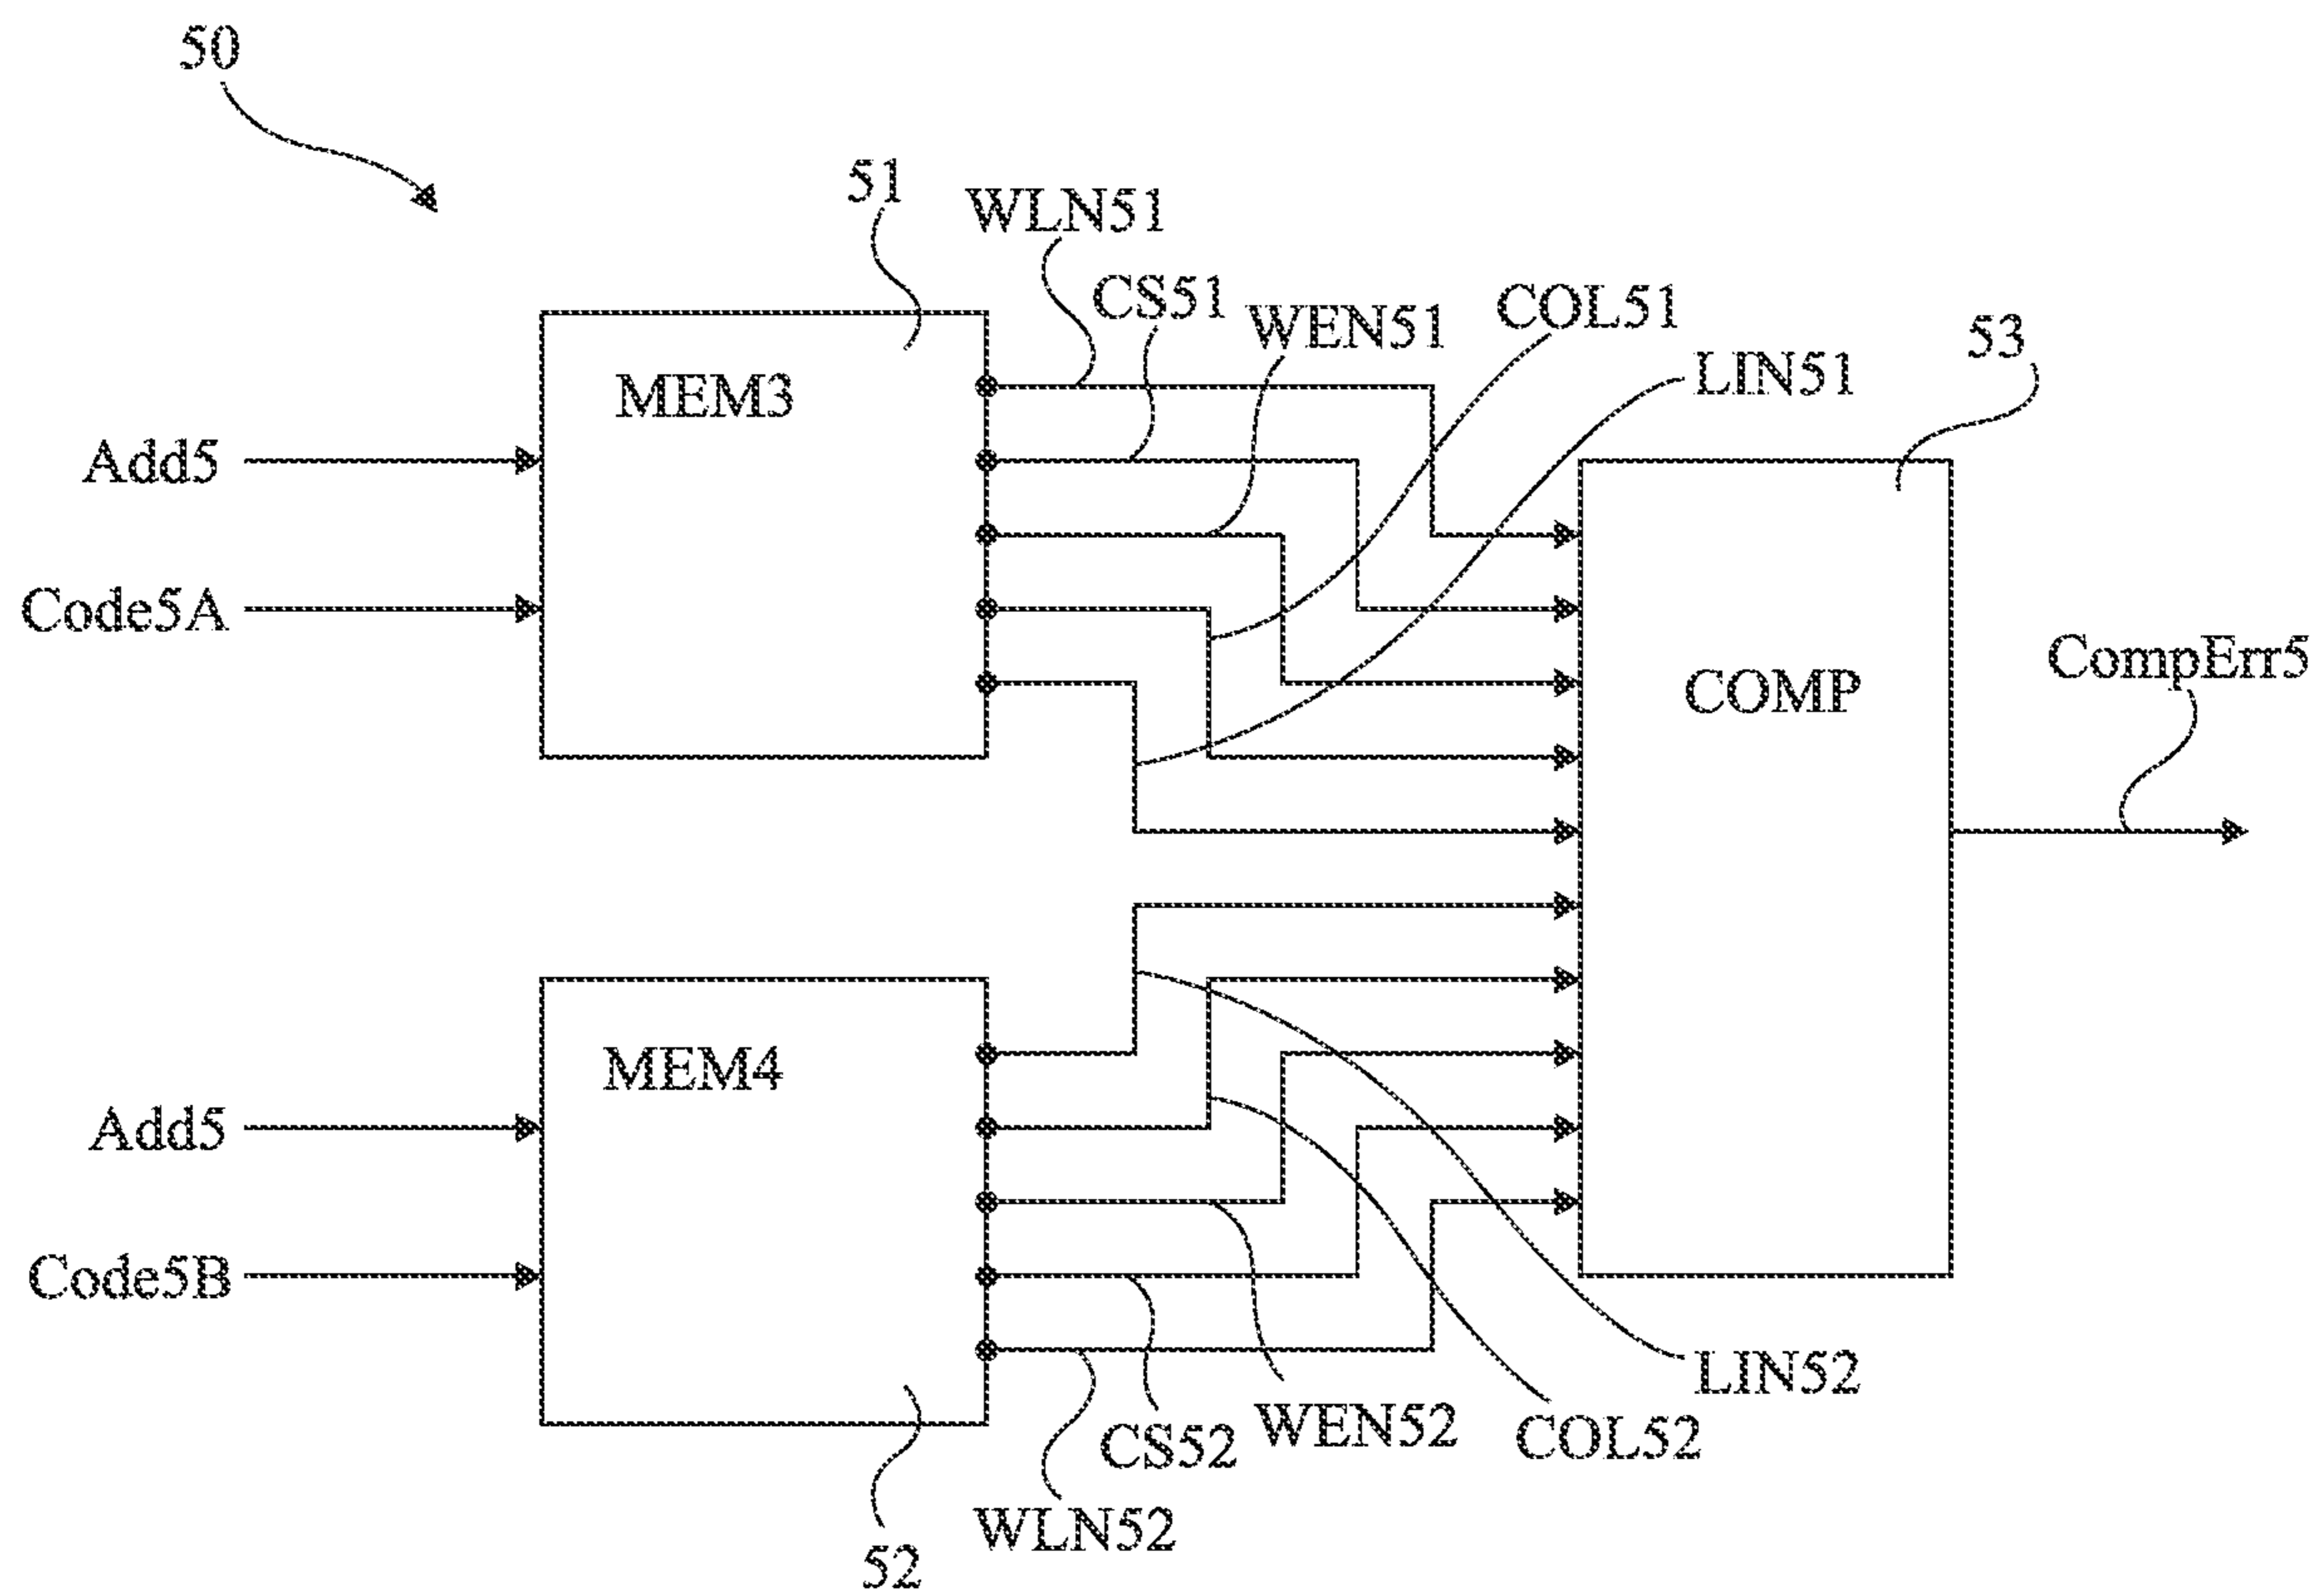 50
51
WLN51
CS51
WEN51
COL51
LIN51
53
MEM3
Add5
Code5A
COMP
CompErr5
MEM4
Add5
Code5B
LIN52
COL52
WEN52
CS52
WLN52
52